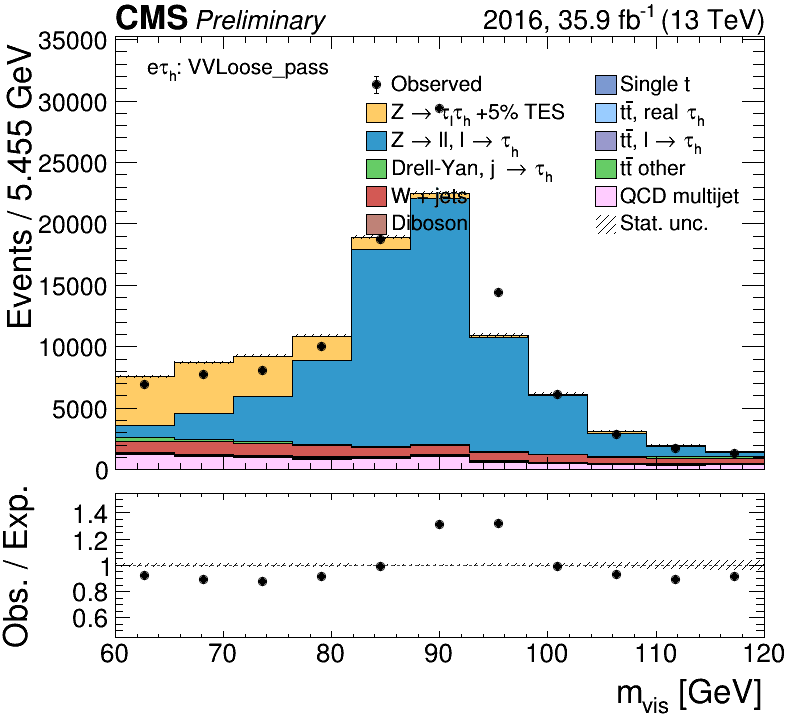 CMS Preliminary 2016, 35.9 fb⁻¹ (13 TeV)
eτh: VVLoose_pass
Observed
Z → τlτh +5% TES
Z → ll, l → τh
Drell-Yan, j → τh
W + jets
Diboson
Single t
tt̄, real τh
tt̄, l → τh
tt̄ other
QCD multijet
Stat. unc.
Events / 5.455 GeV
35000
30000
25000
20000
15000
10000
5000
0
Obs. / Exp.
1.4
1.2
1
0.8
0.6
60 70 80 90 100 110 120
mvis [GeV]